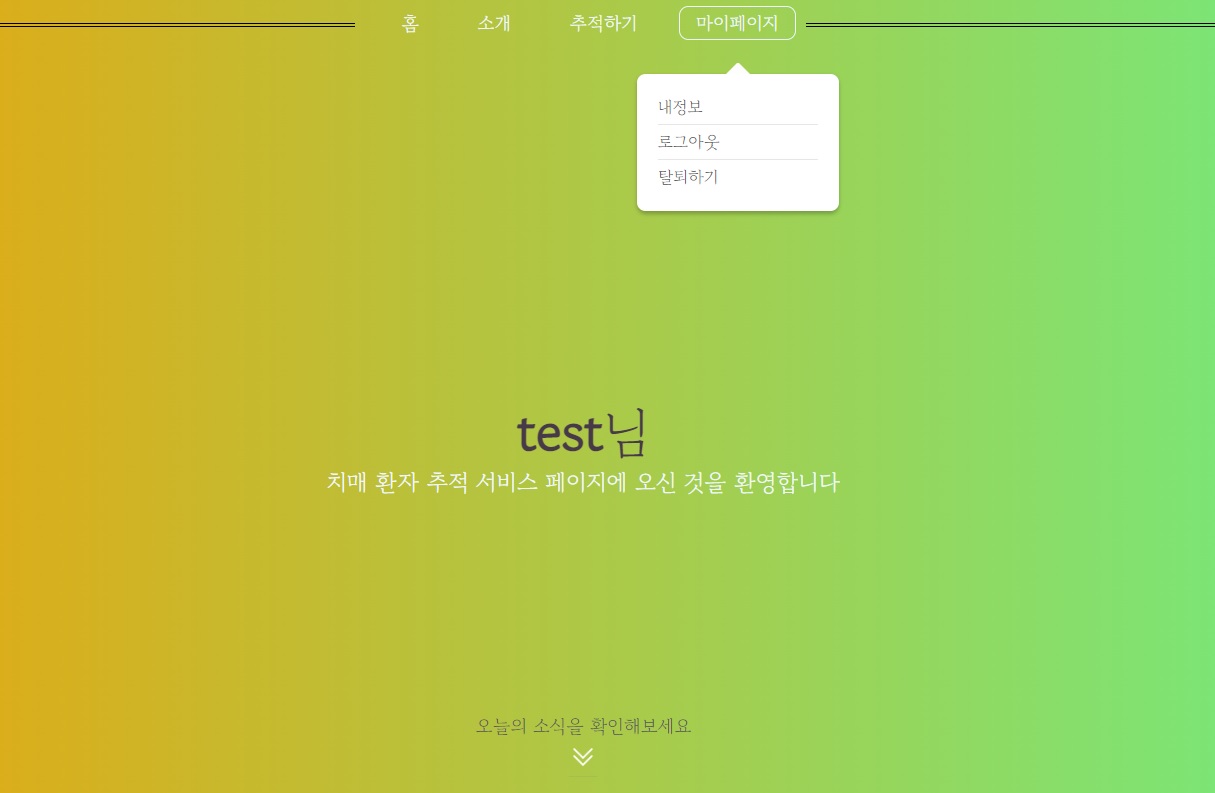 홈 소개 추적하기 마이페이지
내정보
로그아웃
탈퇴하기
test님
치매 환자 추적 서비스 페이지에 오신 것을 환영합니다
오늘의 소식을 확인해보세요